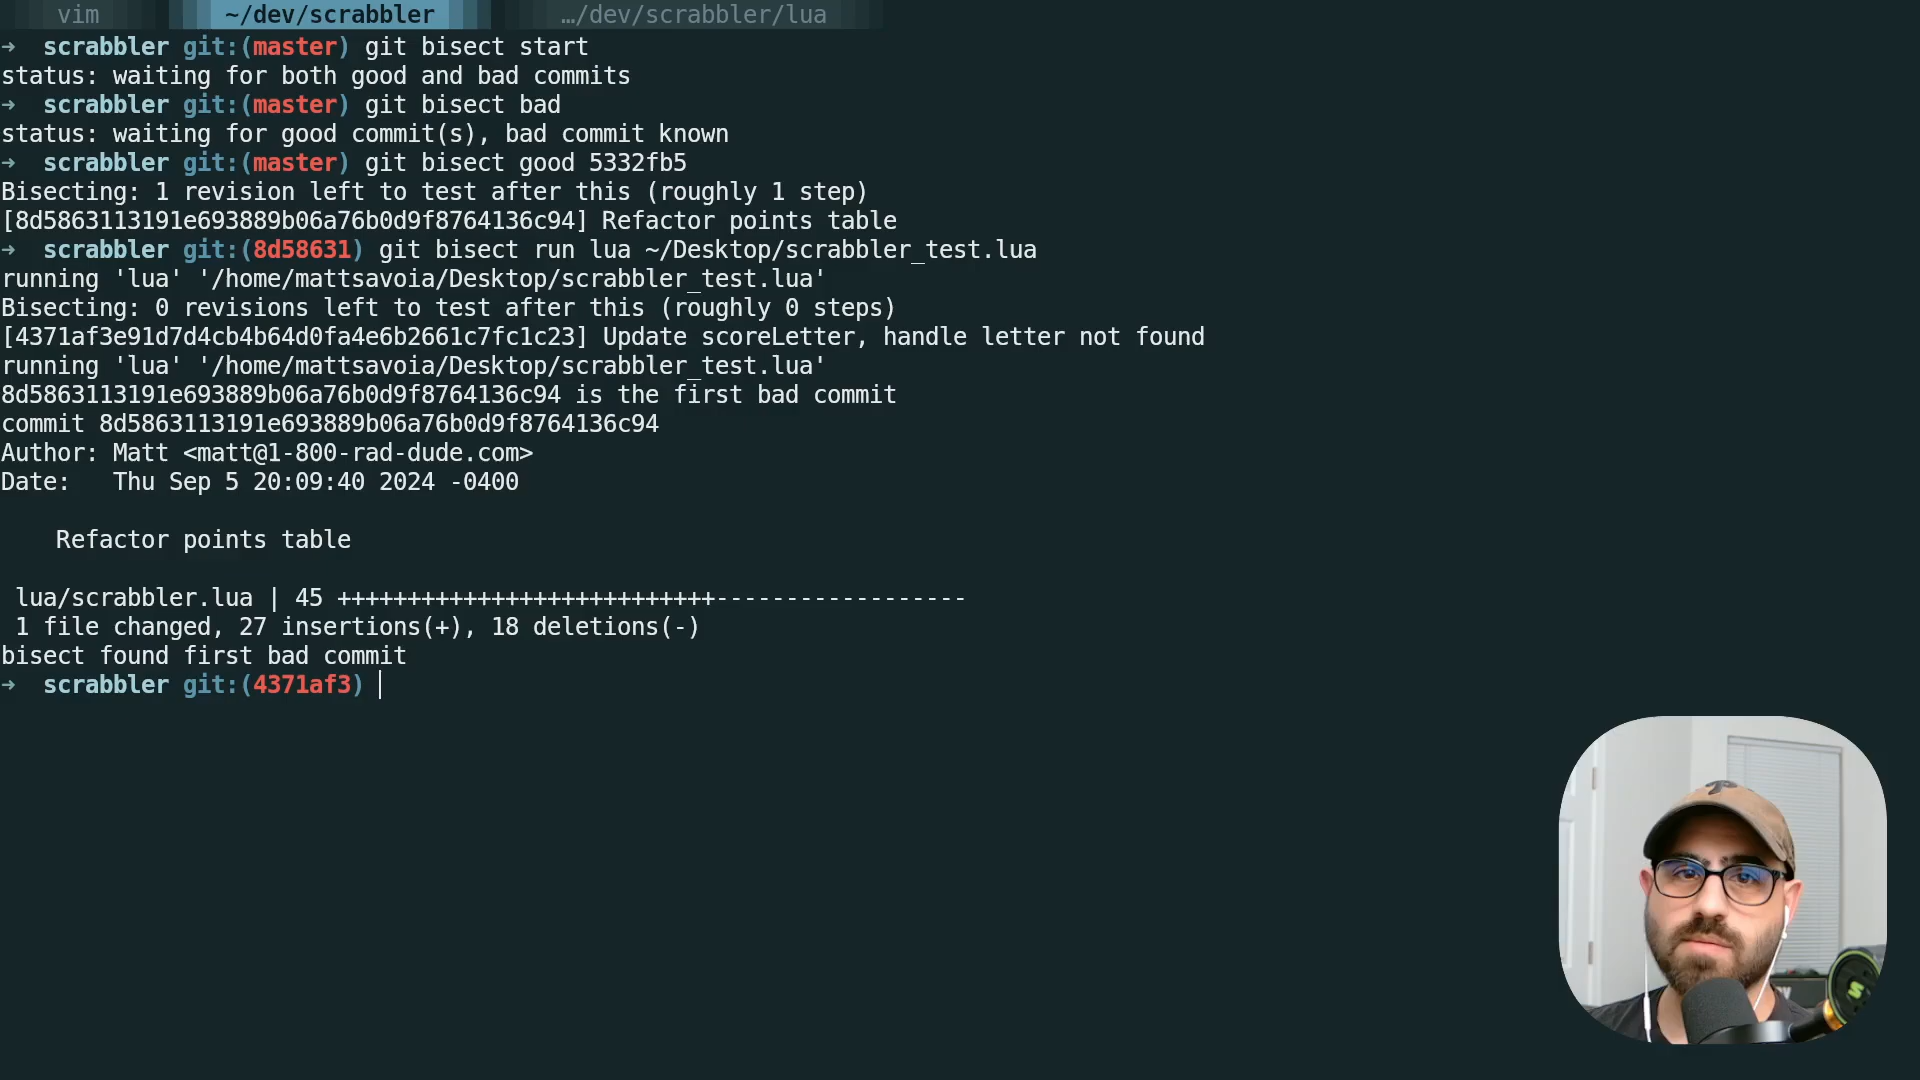 vim ~/dev/scrabbler …/dev/scrabbler/lua
➜  scrabbler git:(master) git bisect start
status: waiting for both good and bad commits
➜  scrabbler git:(master) git bisect bad
status: waiting for good commit(s), bad commit known
➜  scrabbler git:(master) git bisect good 5332fb5
Bisecting: 1 revision left to test after this (roughly 1 step)
[8d5863113191e693889b06a76b0d9f8764136c94] Refactor points table
➜  scrabbler git:(8d58631) git bisect run lua ~/Desktop/scrabbler_test.lua
running 'lua' '/home/mattsavoia/Desktop/scrabbler_test.lua'
Bisecting: 0 revisions left to test after this (roughly 0 steps)
[4371af3e91d7d4cb4b64d0fa4e6b2661c7fc1c23] Update scoreLetter, handle letter not found
running 'lua' '/home/mattsavoia/Desktop/scrabbler_test.lua'
8d5863113191e693889b06a76b0d9f8764136c94 is the first bad commit
commit 8d5863113191e693889b06a76b0d9f8764136c94
Author: Matt <matt@1-800-rad-dude.com>
Date:   Thu Sep 5 20:09:40 2024 -0400
    Refactor points table
 lua/scrabbler.lua | 45 +++++++++++++++++++++++++++------------------
 1 file changed, 27 insertions(+), 18 deletions(-)
bisect found first bad commit
➜  scrabbler git:(4371af3)